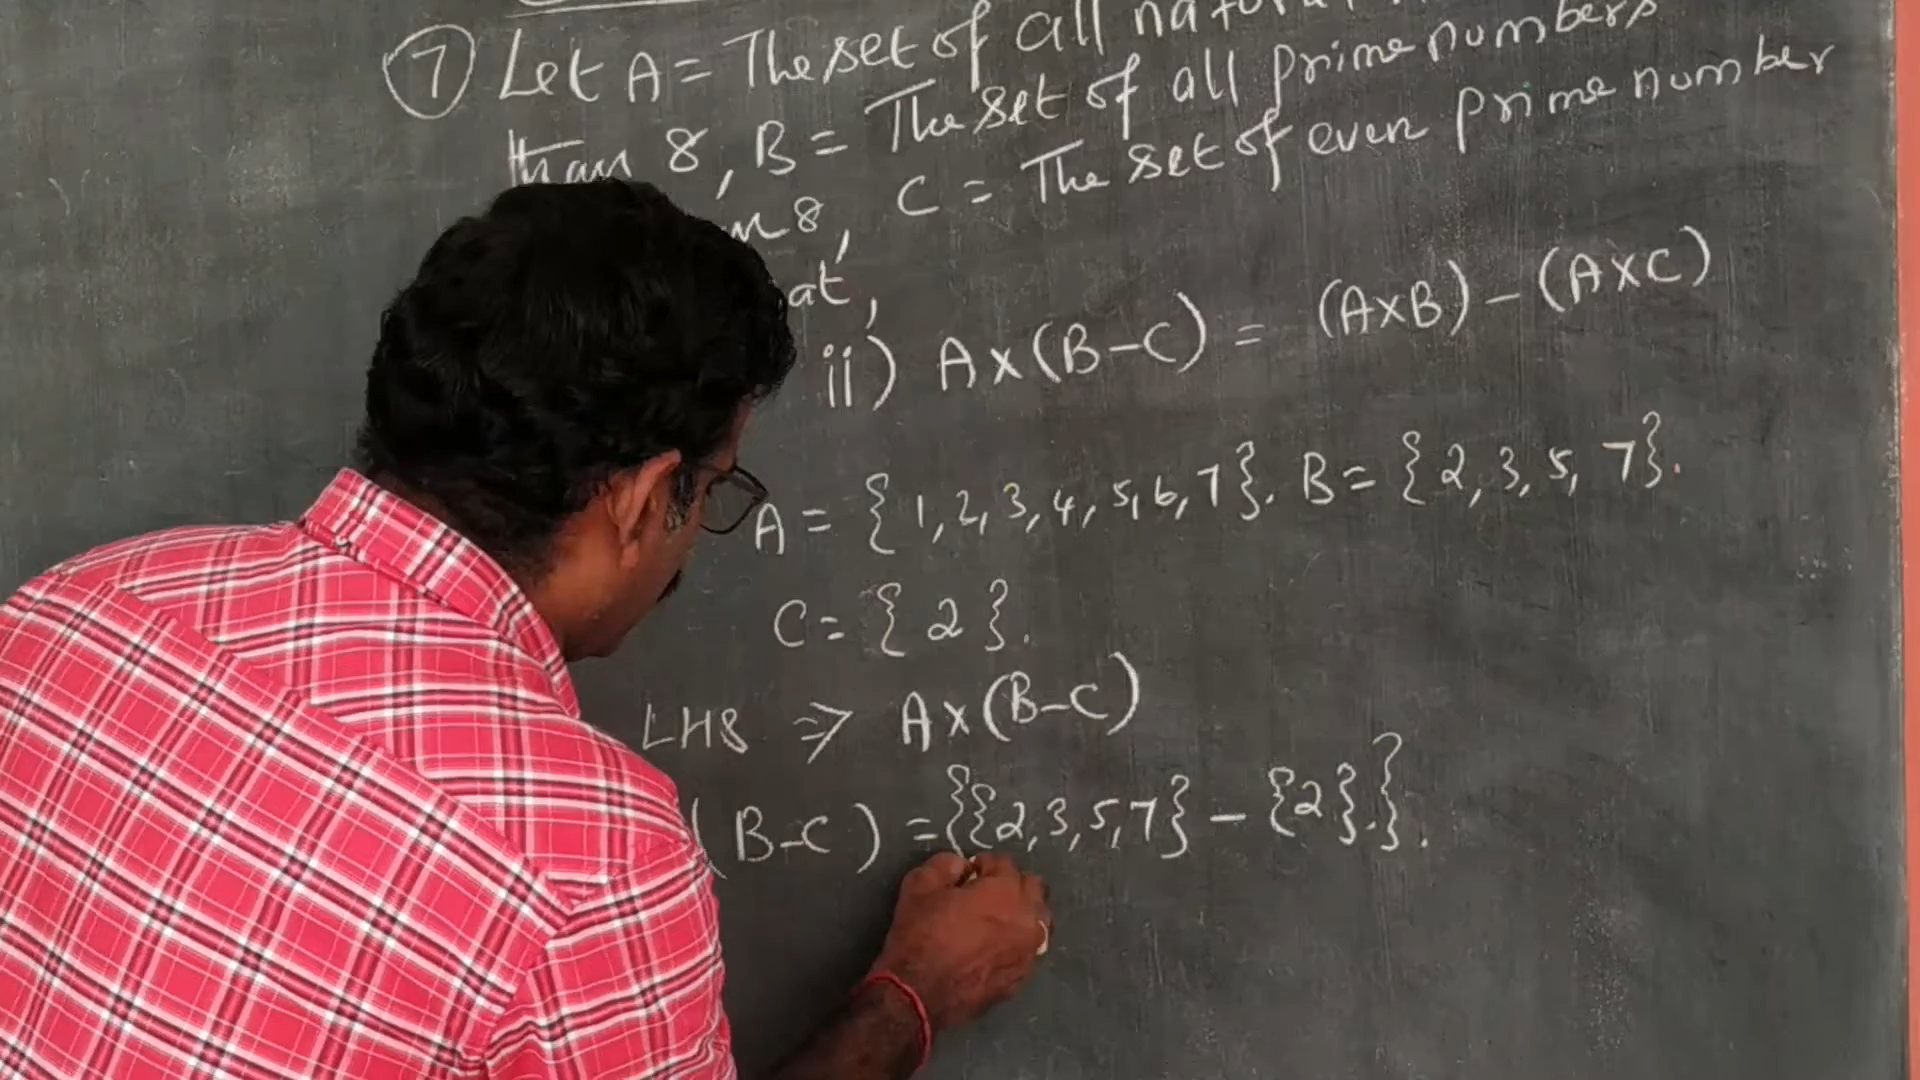 7 Let A = The set of all
than 8, B = The set of all prime numbers
8, C = The set of even prime number
ii) A×(B-C) = (A×B) - (A×C)
A = {1,2,3,4,5,6,7}. B = {2,3,5,7}.
C = {2}.
LHS ⇒ A×(B-C)
(B-C) = {{2,3,5,7} - {2}.}.